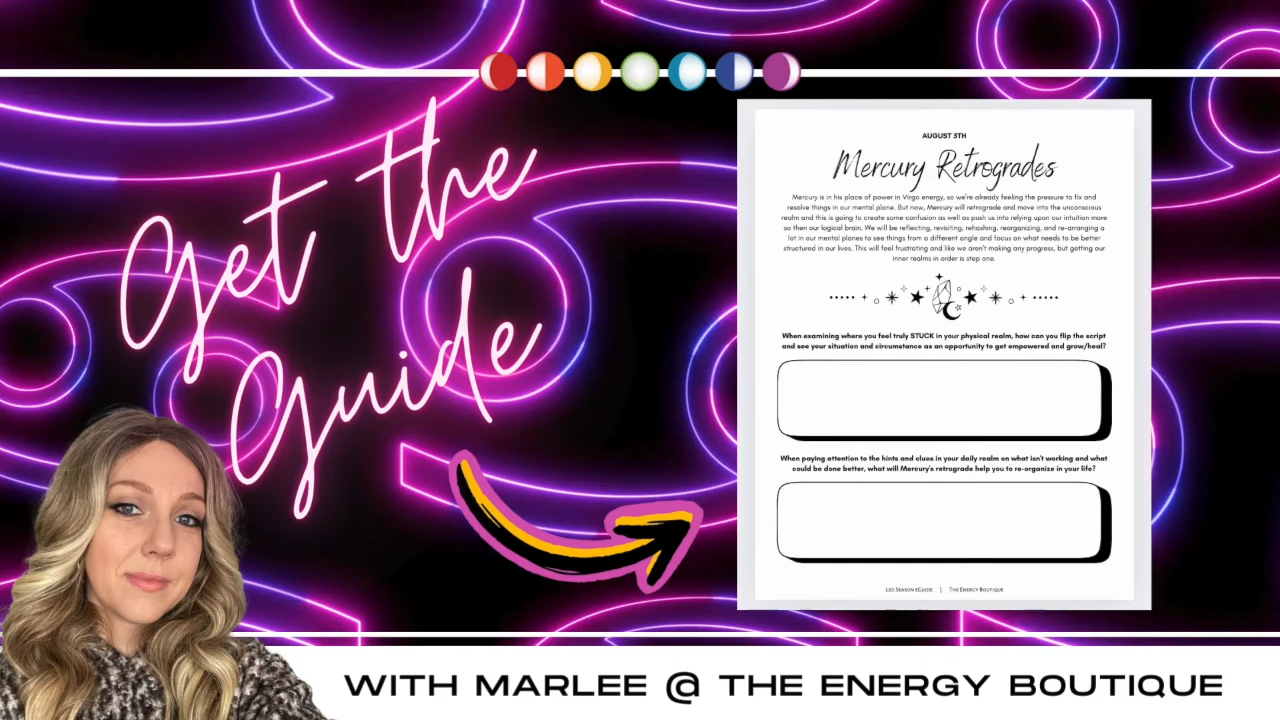 Get the
Guide
AUGUST 5TH
Mercury Retrogrades
Mercury is in his place of power in Virgo energy, so we're already feeling the pressure to fix and
resolve things in our mental plane. But now, Mercury will retrograde and move into the unconscious
realm and this is going to create some confusion as well as push us into relying upon our intuition more
so then our logical brain. We will be reflecting, revisiting, rehashing, reorganizing, and re-arranging a
lot in our mental planes to see things from a different angle and focus on what needs to be better
structured in our lives. This will feel frustrating and like we aren't making any progress, but getting our
inner realms in order is step one.
When examining where you feel truly STUCK in your physical realm, how can you flip the script
and see your situation and circumstance as an opportunity to get empowered and grow/heal?
When paying attention to the hints and clues in your daily realm on what isn't working and what
could be done better, what will Mercury's retrograde help you to re-organize in your life?
Leo Season eGuide | The Energy Boutique
WITH MARLEE @ THE ENERGY BOUTIQUE